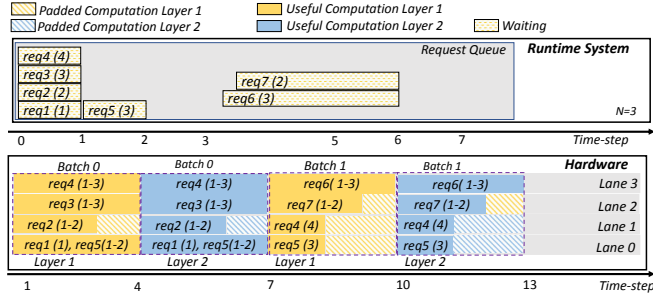 Padded Computation Layer 1 Useful Computation Layer 1
Padded Computation Layer 2 Useful Computation Layer 2 Waiting
Request Queue Runtime System
req4 (4)
req3 (3) req7 (2)
req2 (2) req6 (3)
req1 (1) req5 (3) N=3
0 1 2 3 5 6 7 Time-step
Batch 0 Batch 0 Batch 1 Batch 1 Hardware
req4 (1-3) req4 (1-3) req6( 1-3) req6( 1-3) Lane 3
req3 (1-3) req3 (1-3) req7 (1-2) req7 (1-2) Lane 2
req2 (1-2) req2 (1-2) req4 (4) req4 (4) Lane 1
req1 (1), req5(1-2) req1 (1), req5(1-2) req5 (3) req5 (3) Lane 0
Layer 1 Layer 2 Layer 1 Layer 2
1 4 7 10 13 Time-step